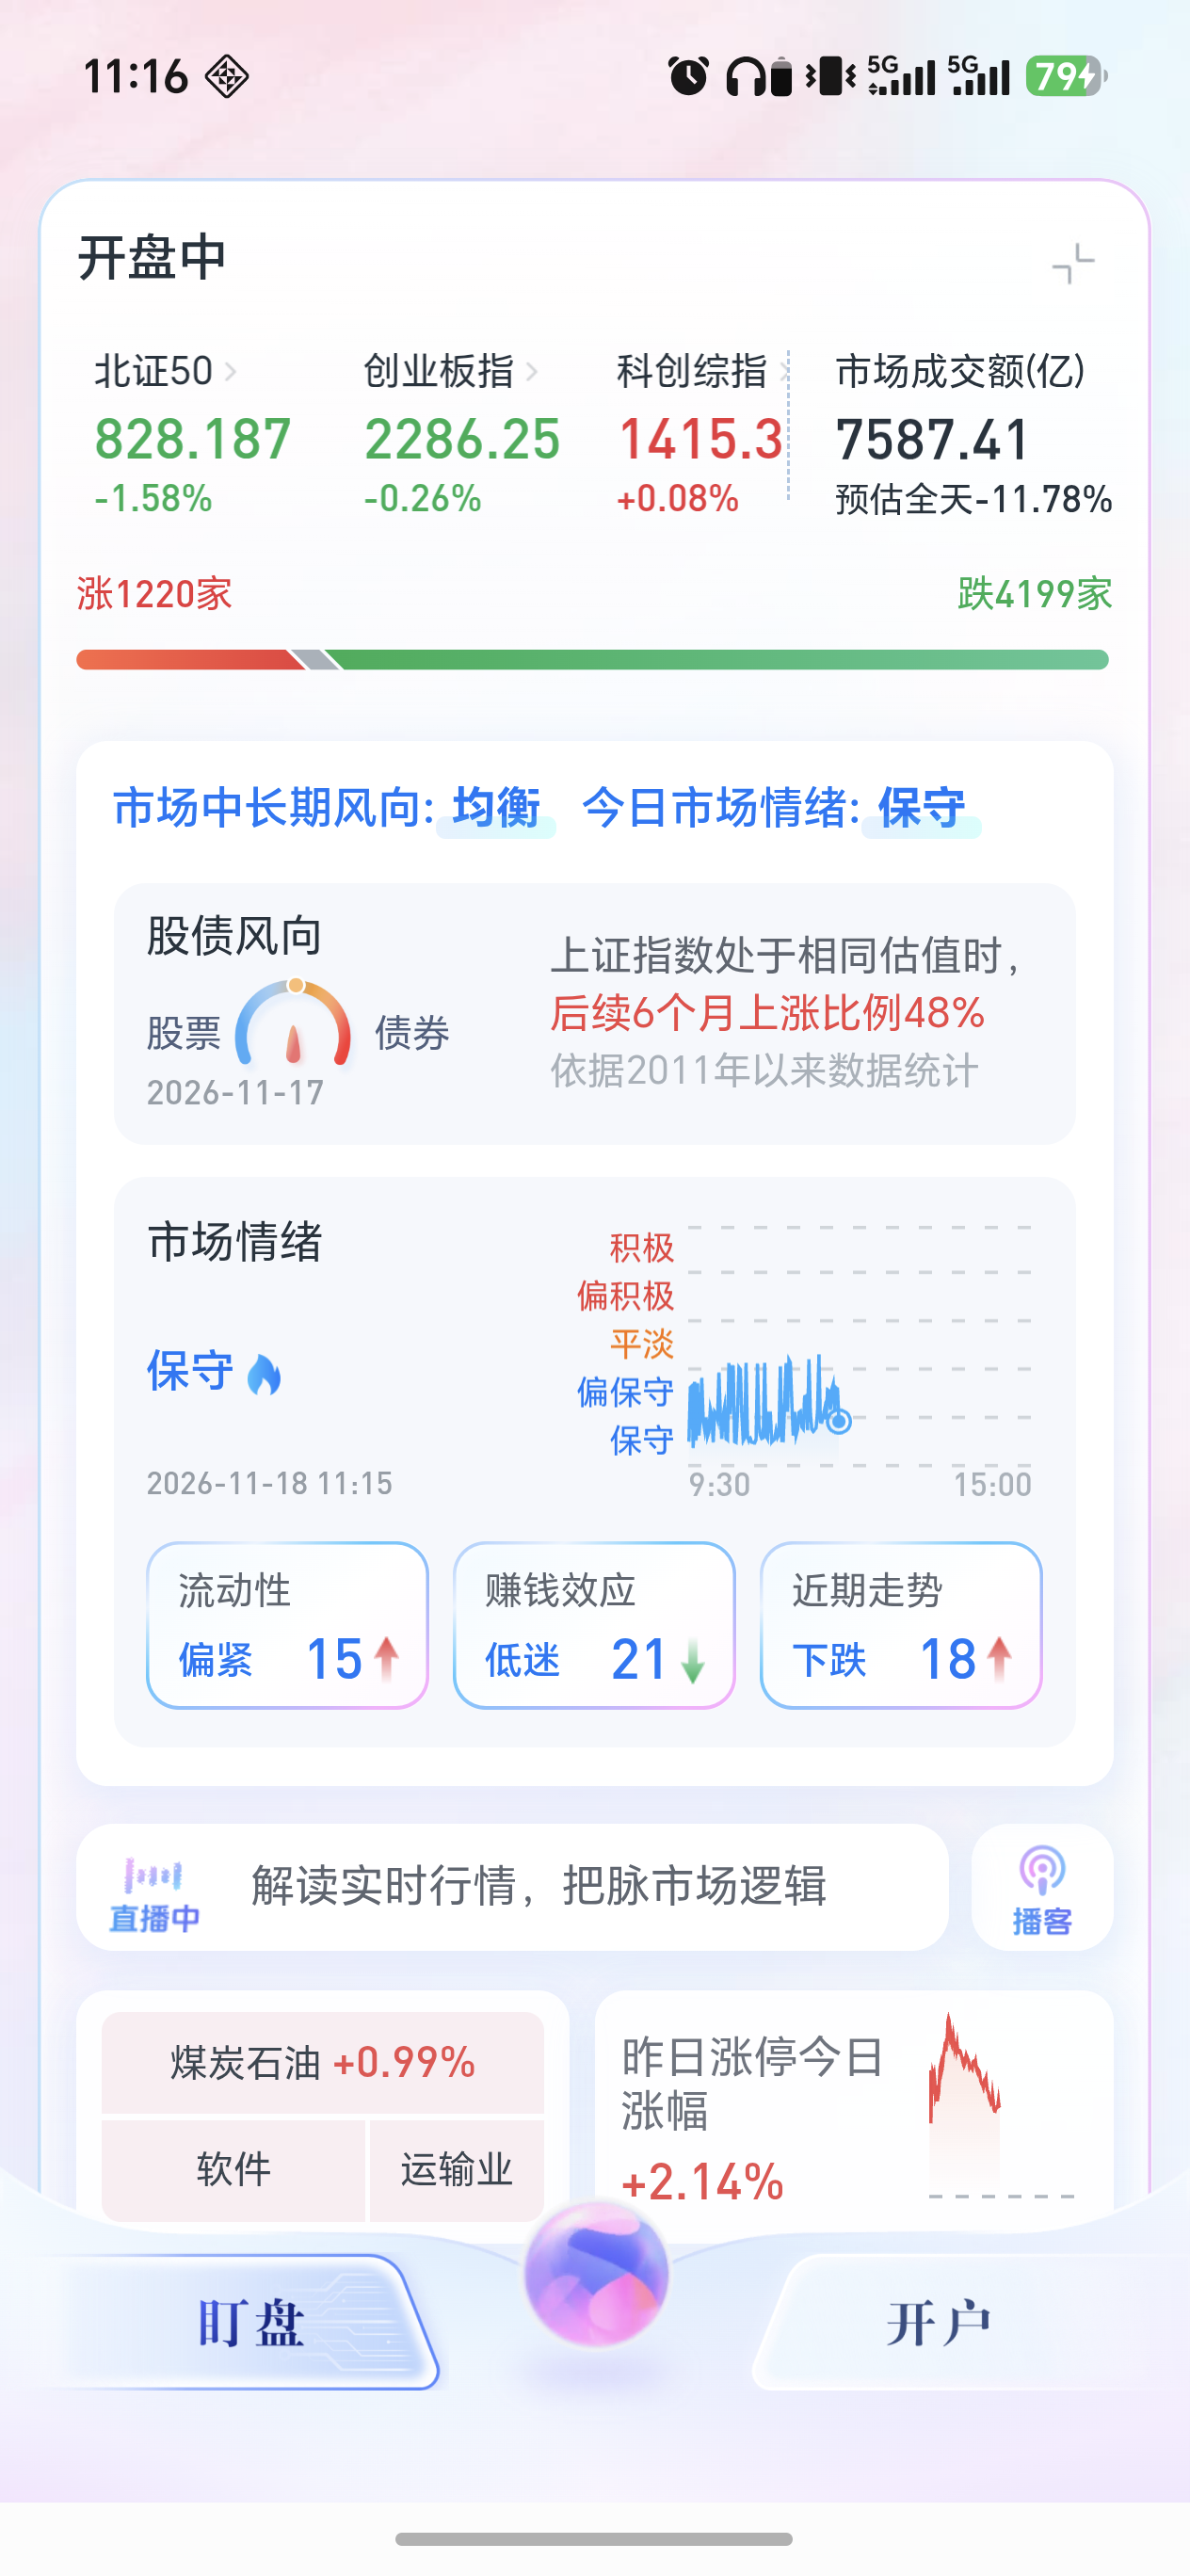 11:16
5G 5G 79
开盘中
北证50 创业板指 科创综指 市场成交额(亿)
828.187 2286.25 1415.3 7587.41
-1.58% -0.26% +0.08% 预估全天-11.78%
涨1220家 跌4199家
市场中长期风向: 均衡 今日市场情绪: 保守
股债风向
股票 债券
2026-11-17
上证指数处于相同估值时，
后续6个月上涨比例48%
依据2011年以来数据统计
市场情绪
保守
2026-11-18 11:15
积极
偏积极
平淡
偏保守
保守
9:30 15:00
流动性 赚钱效应 近期走势
偏紧 15 低迷 21 下跌 18
直播中 解读实时行情，把脉市场逻辑 播客
煤炭石油 +0.99%
软件 运输业
昨日涨停今日
涨幅
+2.14%
盯盘 开户